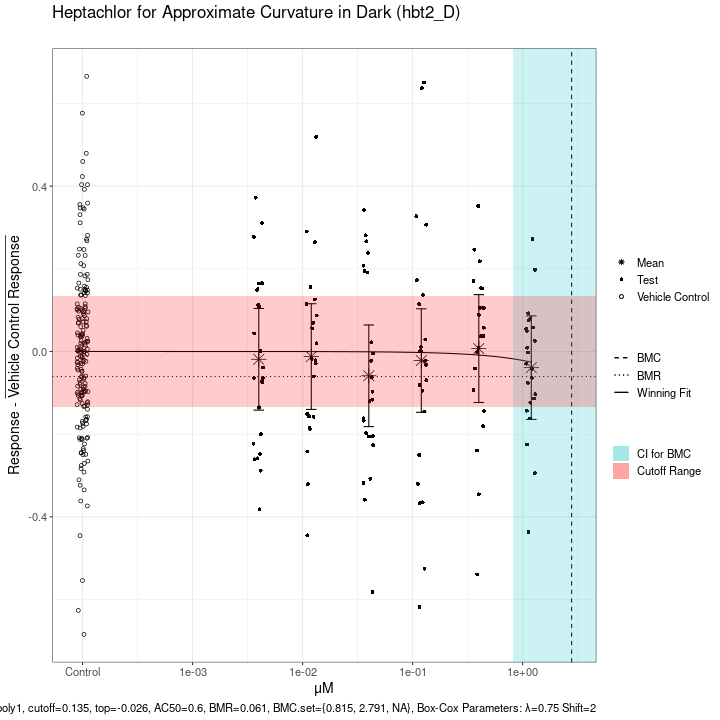 Heptachlor for Approximate Curvature in Dark (hbt2_D)
Response - Vehicle Control Response
0.4
0.0
-0.4
Control
1e-03
1e-02
1e-01
1e+00
μM
Mean
Test
Vehicle Control
BMC
BMR
Winning Fit
CI for BMC
Cutoff Range
cutoff=0.135, top=-0.026, AC50=0.6, BMR=0.061, BMC.set={0.815, 2.791, NA}, Box-Cox Parameters: λ=0.75 Shift=2